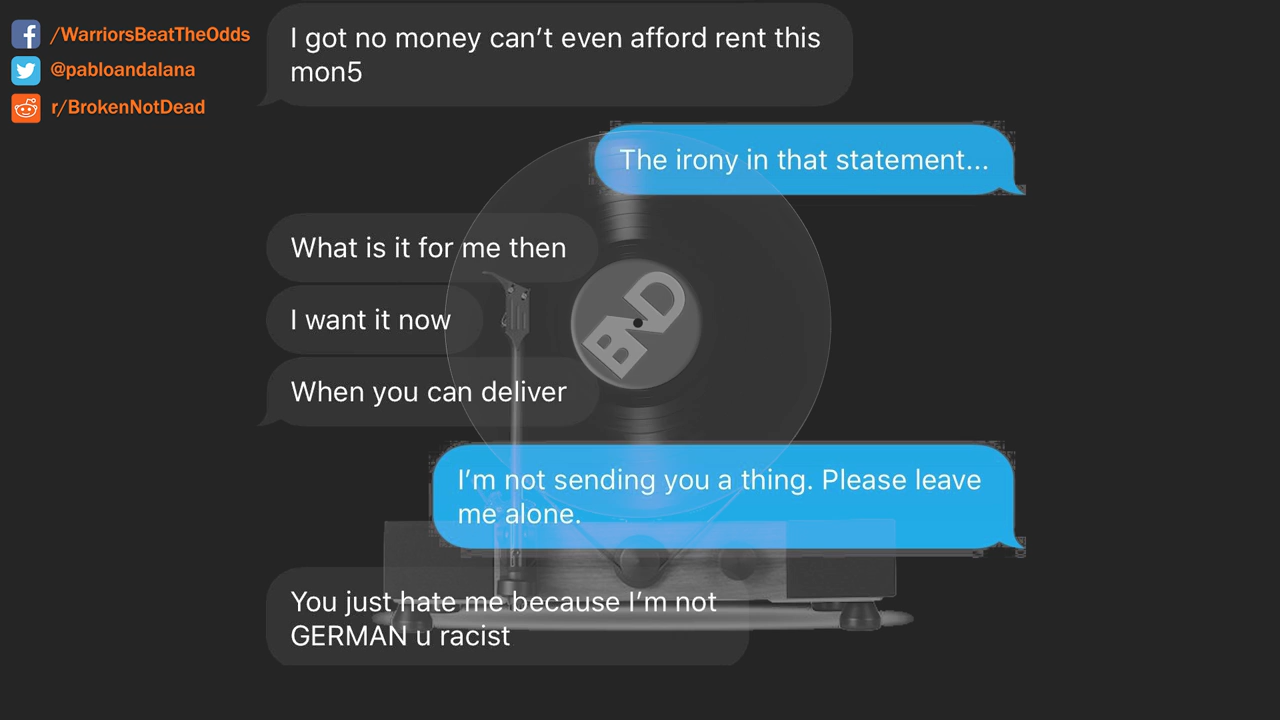 /WarriorsBeatTheOdds
@pabloandalana
r/BrokenNotDead
I got no money can’t even afford rent this
mon5
The irony in that statement...
What is it for me then
I want it now
When you can deliver
BND
I’m not sending you a thing. Please leave
me alone.
You just hate me because I’m not
GERMAN u racist